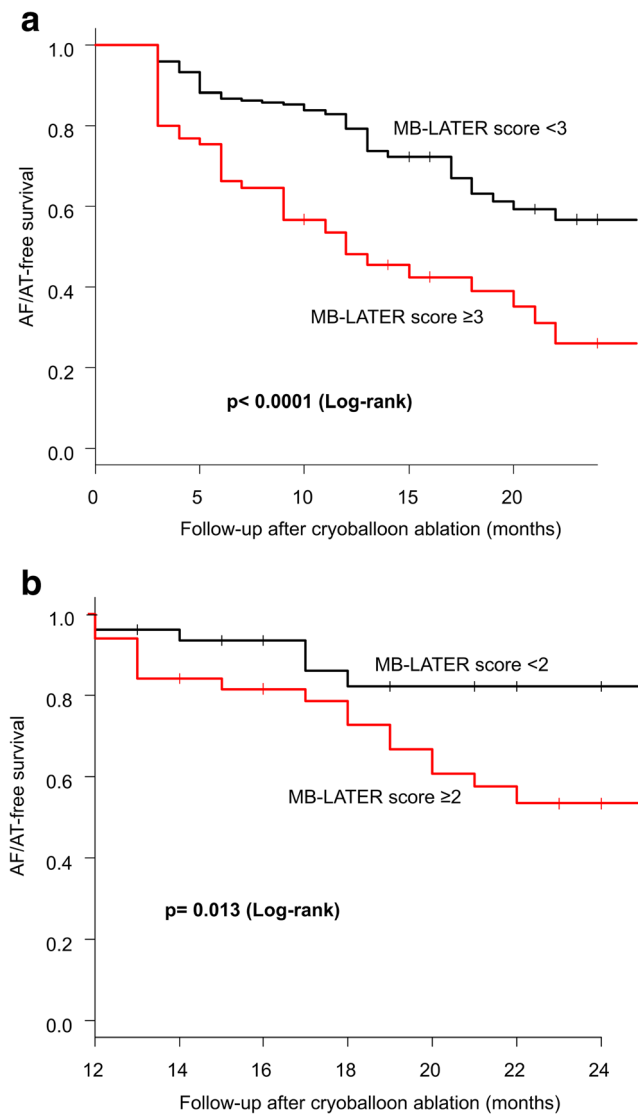 a
1.0
0.8
0.6
0.4
0.2
0.0
AF/AT-free survival
MB-LATER score <3
MB-LATER score ≥3
p< 0.0001 (Log-rank)
0 5 10 15 20
Follow-up after cryoballoon ablation (months)
b
1.0
0.8
0.6
0.4
0.2
0.0
AF/AT-free survival
MB-LATER score <2
MB-LATER score ≥2
p= 0.013 (Log-rank)
12 14 16 18 20 22 24
Follow-up after cryoballoon ablation (months)